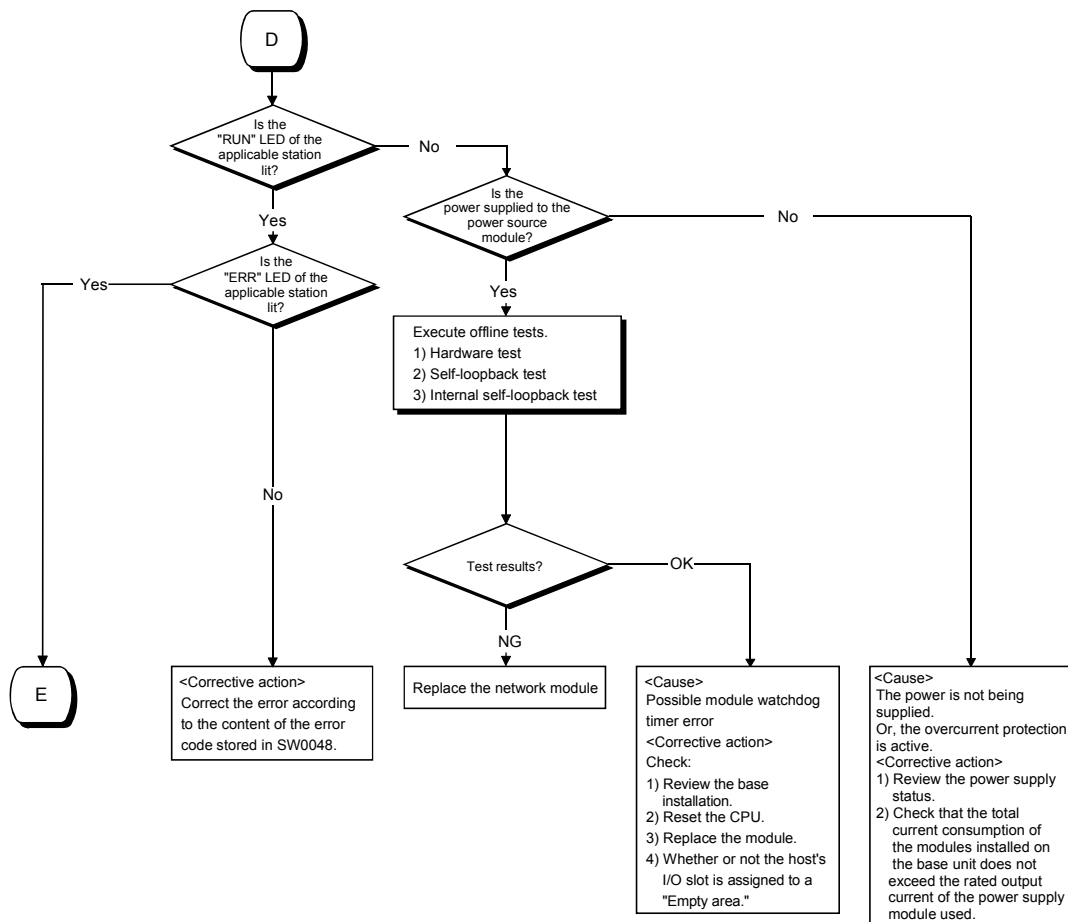 D
Is the
"RUN" LED of the
applicable station
lit?
No
Is the
power supplied to the
power source
module?
No
Yes
Is the
"ERR" LED of the
applicable station
lit?
Yes
Yes
Execute offline tests.
1) Hardware test
2) Self-loopback test
3) Internal self-loopback test
No
Test results?
OK
NG
E
<Corrective action>
Correct the error according
to the content of the error
code stored in SW0048.
Replace the network module
<Cause>
Possible module watchdog
timer error
<Corrective action>
Check:
1) Review the base
installation.
2) Reset the CPU.
3) Replace the module.
4) Whether or not the host's
I/O slot is assigned to a
"Empty area."
<Cause>
The power is not being
supplied.
Or, the overcurrent protection
is active.
<Corrective action>
1) Review the power supply
status.
2) Check that the total
current consumption of
the modules installed on
the base unit does not
exceed the rated output
current of the power supply
module used.